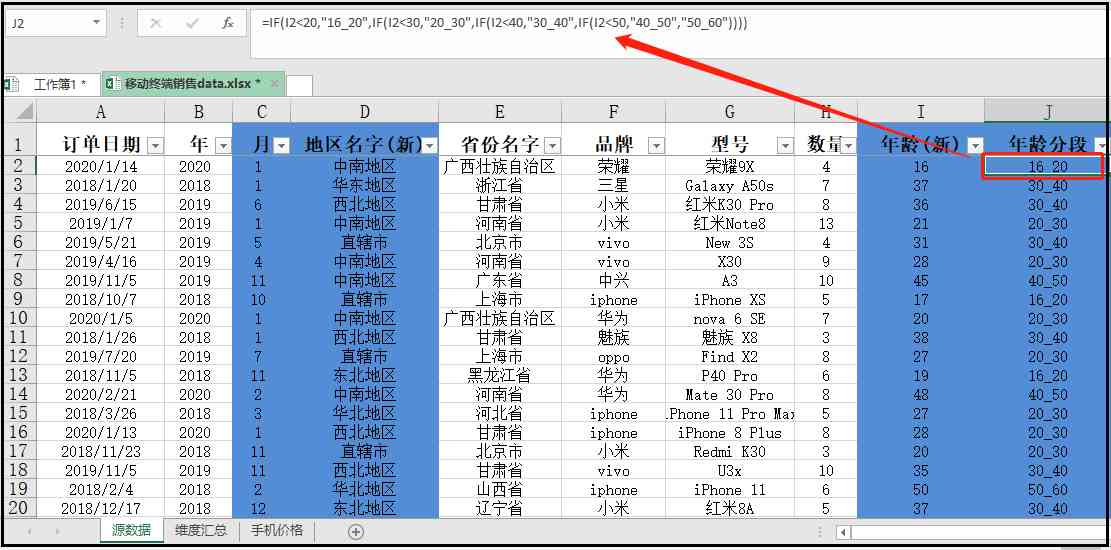 J2 fx =IF(I2<20,"16_20",IF(I2<30,"20_30",IF(I2<40,"30_40",IF(I2<50,"40_50","50_60"))))
工作簿1 * 移动终端销售data.xlsx *
A B C D E F G H I J
1 订单日期 年 月 地区名字(新) 省份名字 品牌 型号 数量 年龄(新) 年龄分段
2 2020/1/14 2020 1 中南地区 广西壮族自治区 荣耀 荣耀9X 4 16 16_20
3 2018/1/20 2018 1 华东地区 浙江省 三星 Galaxy A50s 7 37 30_40
4 2019/6/15 2019 6 西北地区 甘肃省 小米 红米K30 Pro 8 36 30_40
5 2019/1/7 2019 1 中南地区 河南省 小米 红米Note8 13 21 20_30
6 2019/5/21 2019 5 直辖市 北京市 vivo New 3S 4 31 30_40
7 2019/4/16 2019 4 中南地区 河南省 vivo X30 9 28 20_30
8 2019/11/5 2019 11 中南地区 广东省 中兴 A3 10 45 40_50
9 2018/10/7 2018 10 直辖市 上海市 iphone iPhone XS 5 17 16_20
10 2020/1/5 2020 1 中南地区 广西壮族自治区 华为 nova 6 SE 7 20 20_30
11 2018/1/26 2018 1 西北地区 甘肃省 魅族 魅族 X8 3 38 30_40
12 2019/7/20 2019 7 直辖市 上海市 oppo Find X2 8 27 20_30
13 2018/11/5 2018 11 东北地区 黑龙江省 华为 P40 Pro 6 19 16_20
14 2020/2/21 2020 2 中南地区 河南省 华为 Mate 30 Pro 8 48 40_50
15 2018/3/26 2018 3 华北地区 河北省 iphone .Phone 11 Pro Max 5 27 20_30
16 2020/1/13 2020 1 西北地区 甘肃省 iphone iPhone 8 Plus 8 28 20_30
17 2018/11/23 2018 11 直辖市 北京市 小米 Redmi K30 3 20 20_30
18 2019/11/5 2019 11 西北地区 甘肃省 vivo U3x 10 35 30_40
19 2018/2/4 2018 2 华北地区 山西省 iphone iPhone 11 6 50 50_60
20 2018/12/17 2018 12 东北地区 辽宁省 小米 红米8A 5 37 30_40
源数据 维度汇总 手机价格